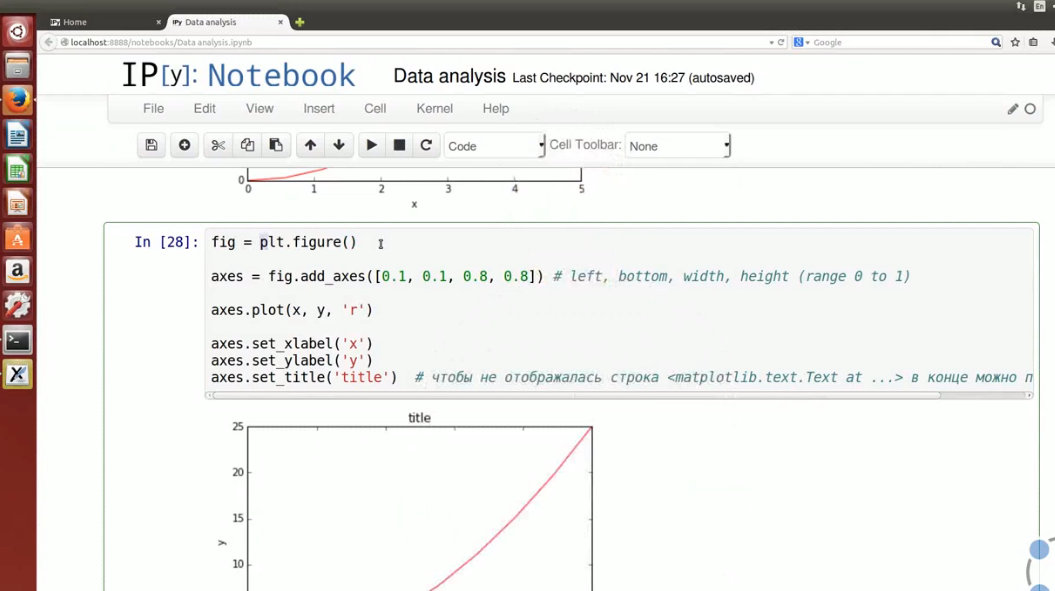 En
IPy Home × IPy Data analysis ×
localhost:8888/notebooks/Data analysis.ipynb Google
IP[y]: Notebook Data analysis Last Checkpoint: Nov 21 16:27 (autosaved)
File Edit View Insert Cell Kernel Help
Code Cell Toolbar: None
0
0 1 2 3 4 5
x
In [28]: fig = plt.figure()
axes = fig.add_axes([0.1, 0.1, 0.8, 0.8]) # left, bottom, width, height (range 0 to 1)
axes.plot(x, y, 'r')
axes.set_xlabel('x')
axes.set_ylabel('y')
axes.set_title('title') # чтобы не отображалась строка <matplotlib.text.Text at ...> в конце можно п
title
25
20
15
y
10